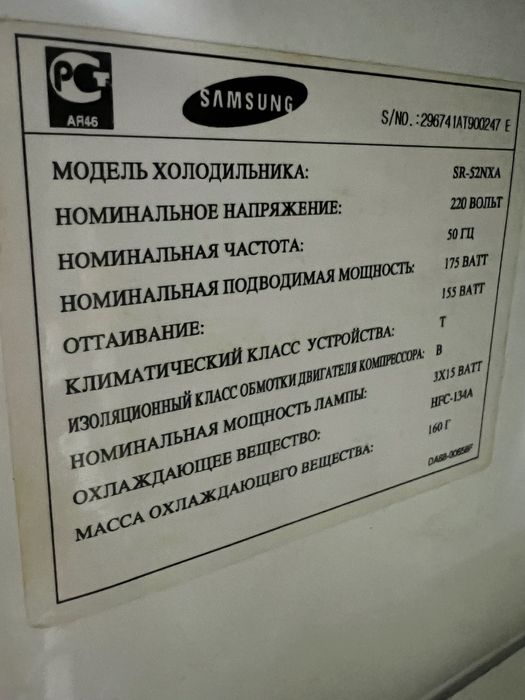 РСТ
АЯ46
SAMSUNG
S/NO.:296741AT900247 E
МОДЕЛЬ ХОЛОДИЛЬНИКА: SR-52NXA
НОМИНАЛЬНОЕ НАПРЯЖЕНИЕ: 220 ВОЛЬТ
НОМИНАЛЬНАЯ ЧАСТОТА: 50 ГЦ
НОМИНАЛЬНАЯ ПОДВОДИМАЯ МОЩНОСТЬ: 175 ВАТТ
ОТТАИВАНИЕ: 155 ВАТТ
КЛИМАТИЧЕСКИЙ КЛАСС УСТРОЙСТВА: T
ИЗОЛЯЦИОННЫЙ КЛАСС ОБМОТКИ ДВИГАТЕЛЯ КОМПРЕССОРА: B
НОМИНАЛЬНАЯ МОЩНОСТЬ ЛАМПЫ: 3X15 ВАТТ
ОХЛАЖДАЮЩЕЕ ВЕЩЕСТВО: HFC-134A
МАССА ОХЛАЖДАЮЩЕГО ВЕЩЕСТВА: 160 Г